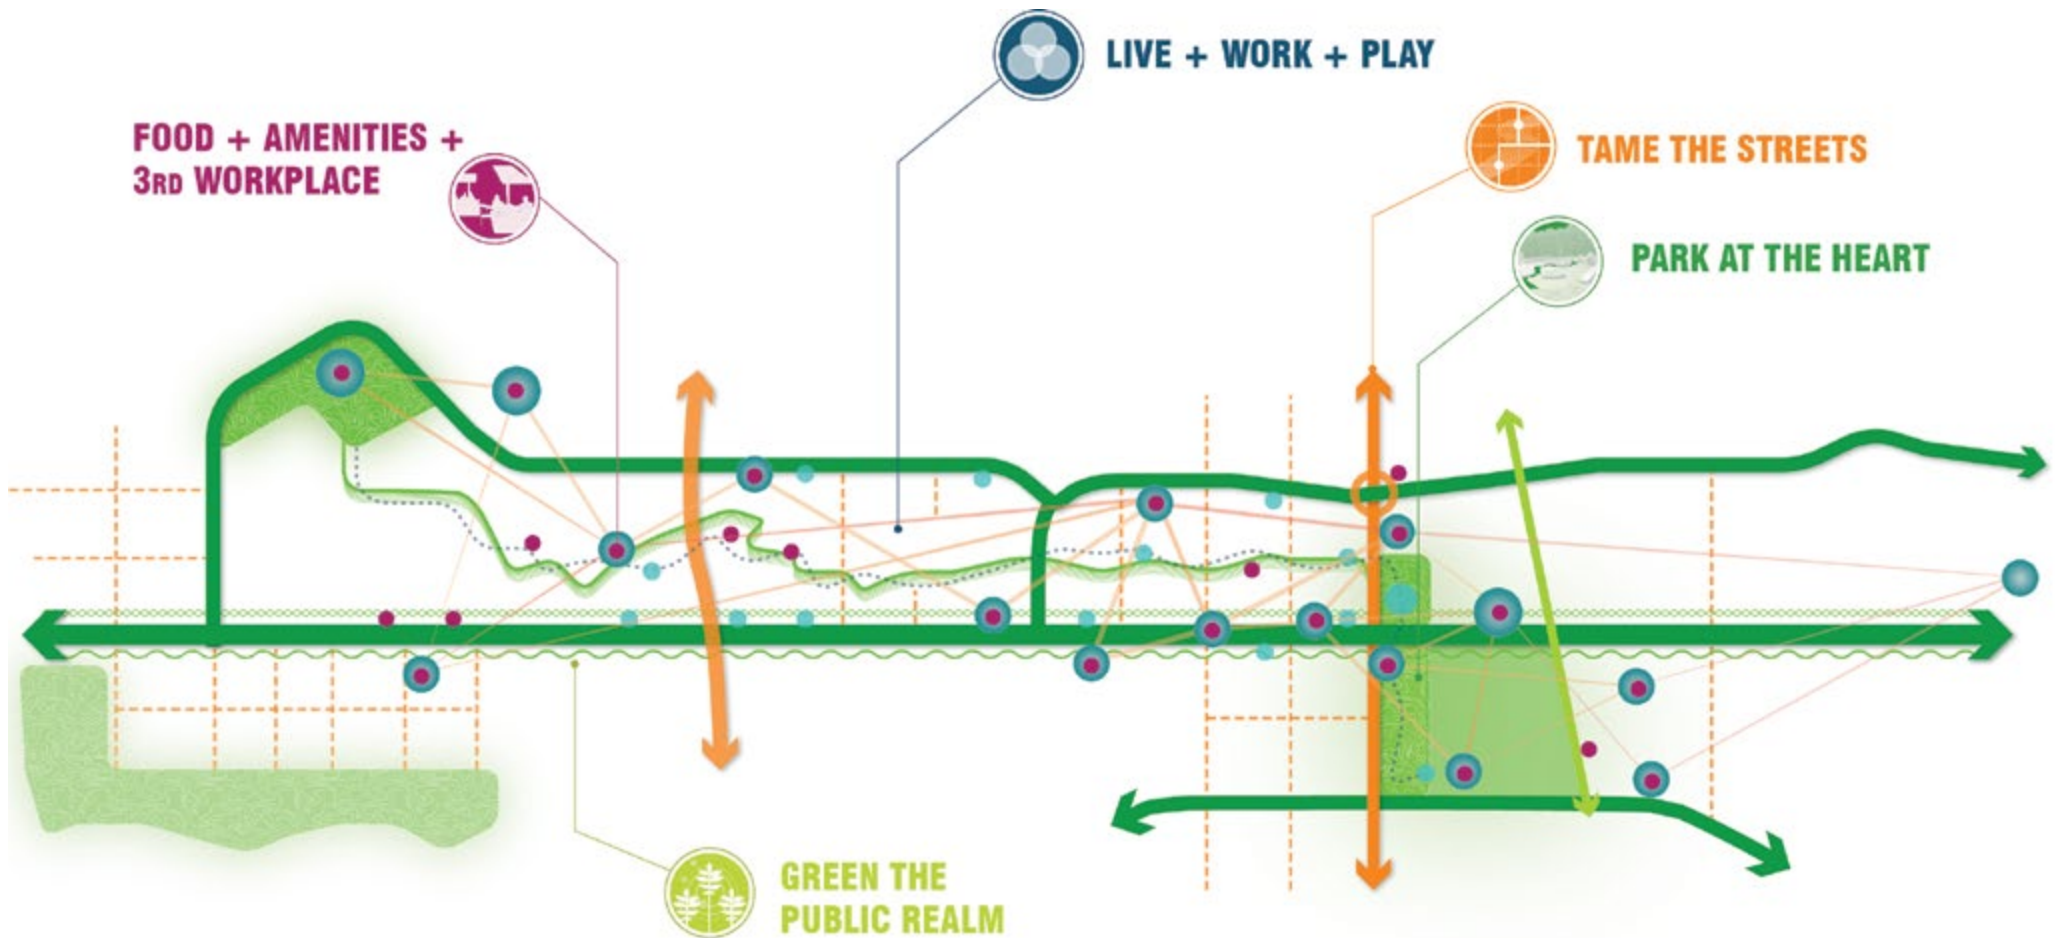 LIVE + WORK + PLAY
FOOD + AMENITIES +
3RD WORKPLACE
TAME THE STREETS
PARK AT THE HEART
GREEN THE
PUBLIC REALM